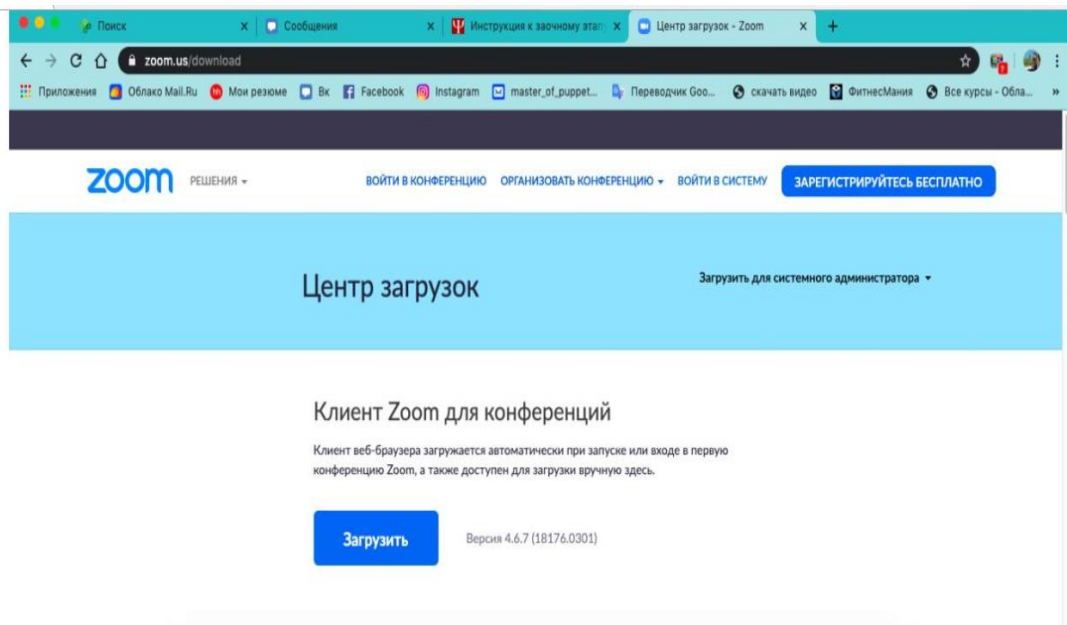 Поиск
Сообщения
Инструкция к заочному этап
Центр загрузок - Zoom
zoom.us/download
Приложения Облако Mail.Ru Мои резюме Вк Facebook Instagram master_of_puppet... Переводчик Goo... скачать видео ФитнесМания Все курсы - Обла... »
zoom РЕШЕНИЯ ВОЙТИ В КОНФЕРЕНЦИЮ ОРГАНИЗОВАТЬ КОНФЕРЕНЦИЮ ВОЙТИ В СИСТЕМУ ЗАРЕГИСТРИРУЙТЕСЬ БЕСПЛАТНО
Центр загрузок
Загрузить для системного администратора
Клиент Zoom для конференций
Клиент веб-браузера загружается автоматически при запуске или входе в первую
конференцию Zoom, а также доступен для загрузки вручную здесь.
Загрузить
Версия 4.6.7 (18176.0301)